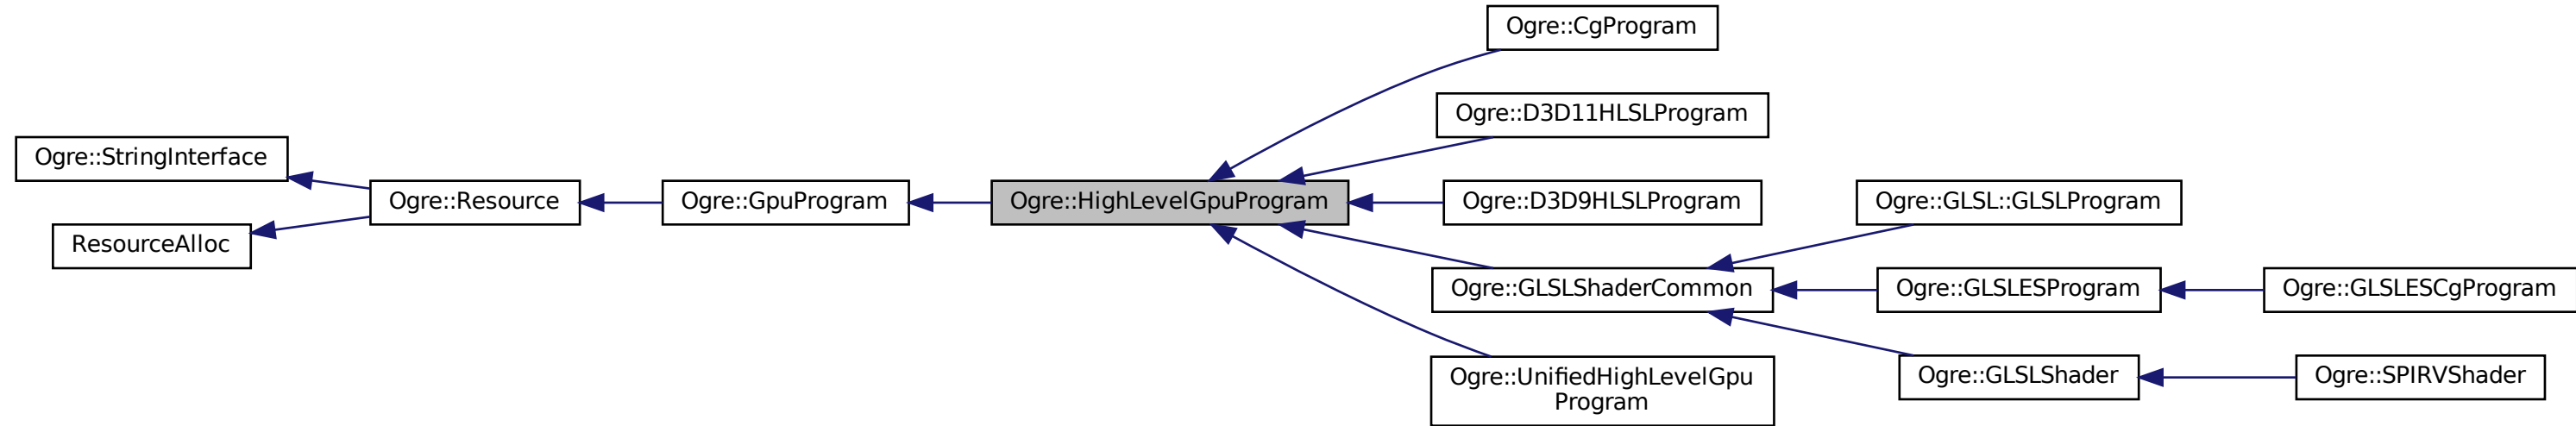 Ogre::StringInterface
ResourceAlloc
Ogre::Resource
Ogre::GpuProgram
Ogre::HighLevelGpuProgram
Ogre::CgProgram
Ogre::D3D11HLSLProgram
Ogre::D3D9HLSLProgram
Ogre::GLSLShaderCommon
Ogre::UnifiedHighLevelGpu
Program
Ogre::GLSL::GLSLProgram
Ogre::GLSLESProgram
Ogre::GLSLShader
Ogre::GLSLESCgProgram
Ogre::SPIRVShader